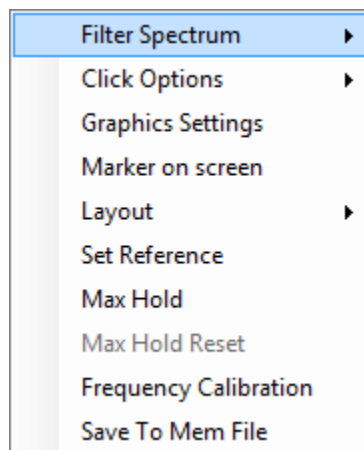 Filter Spectrum
Click Options
Graphics Settings
Marker on screen
Layout
Set Reference
Max Hold
Max Hold Reset
Frequency Calibration
Save To Mem File